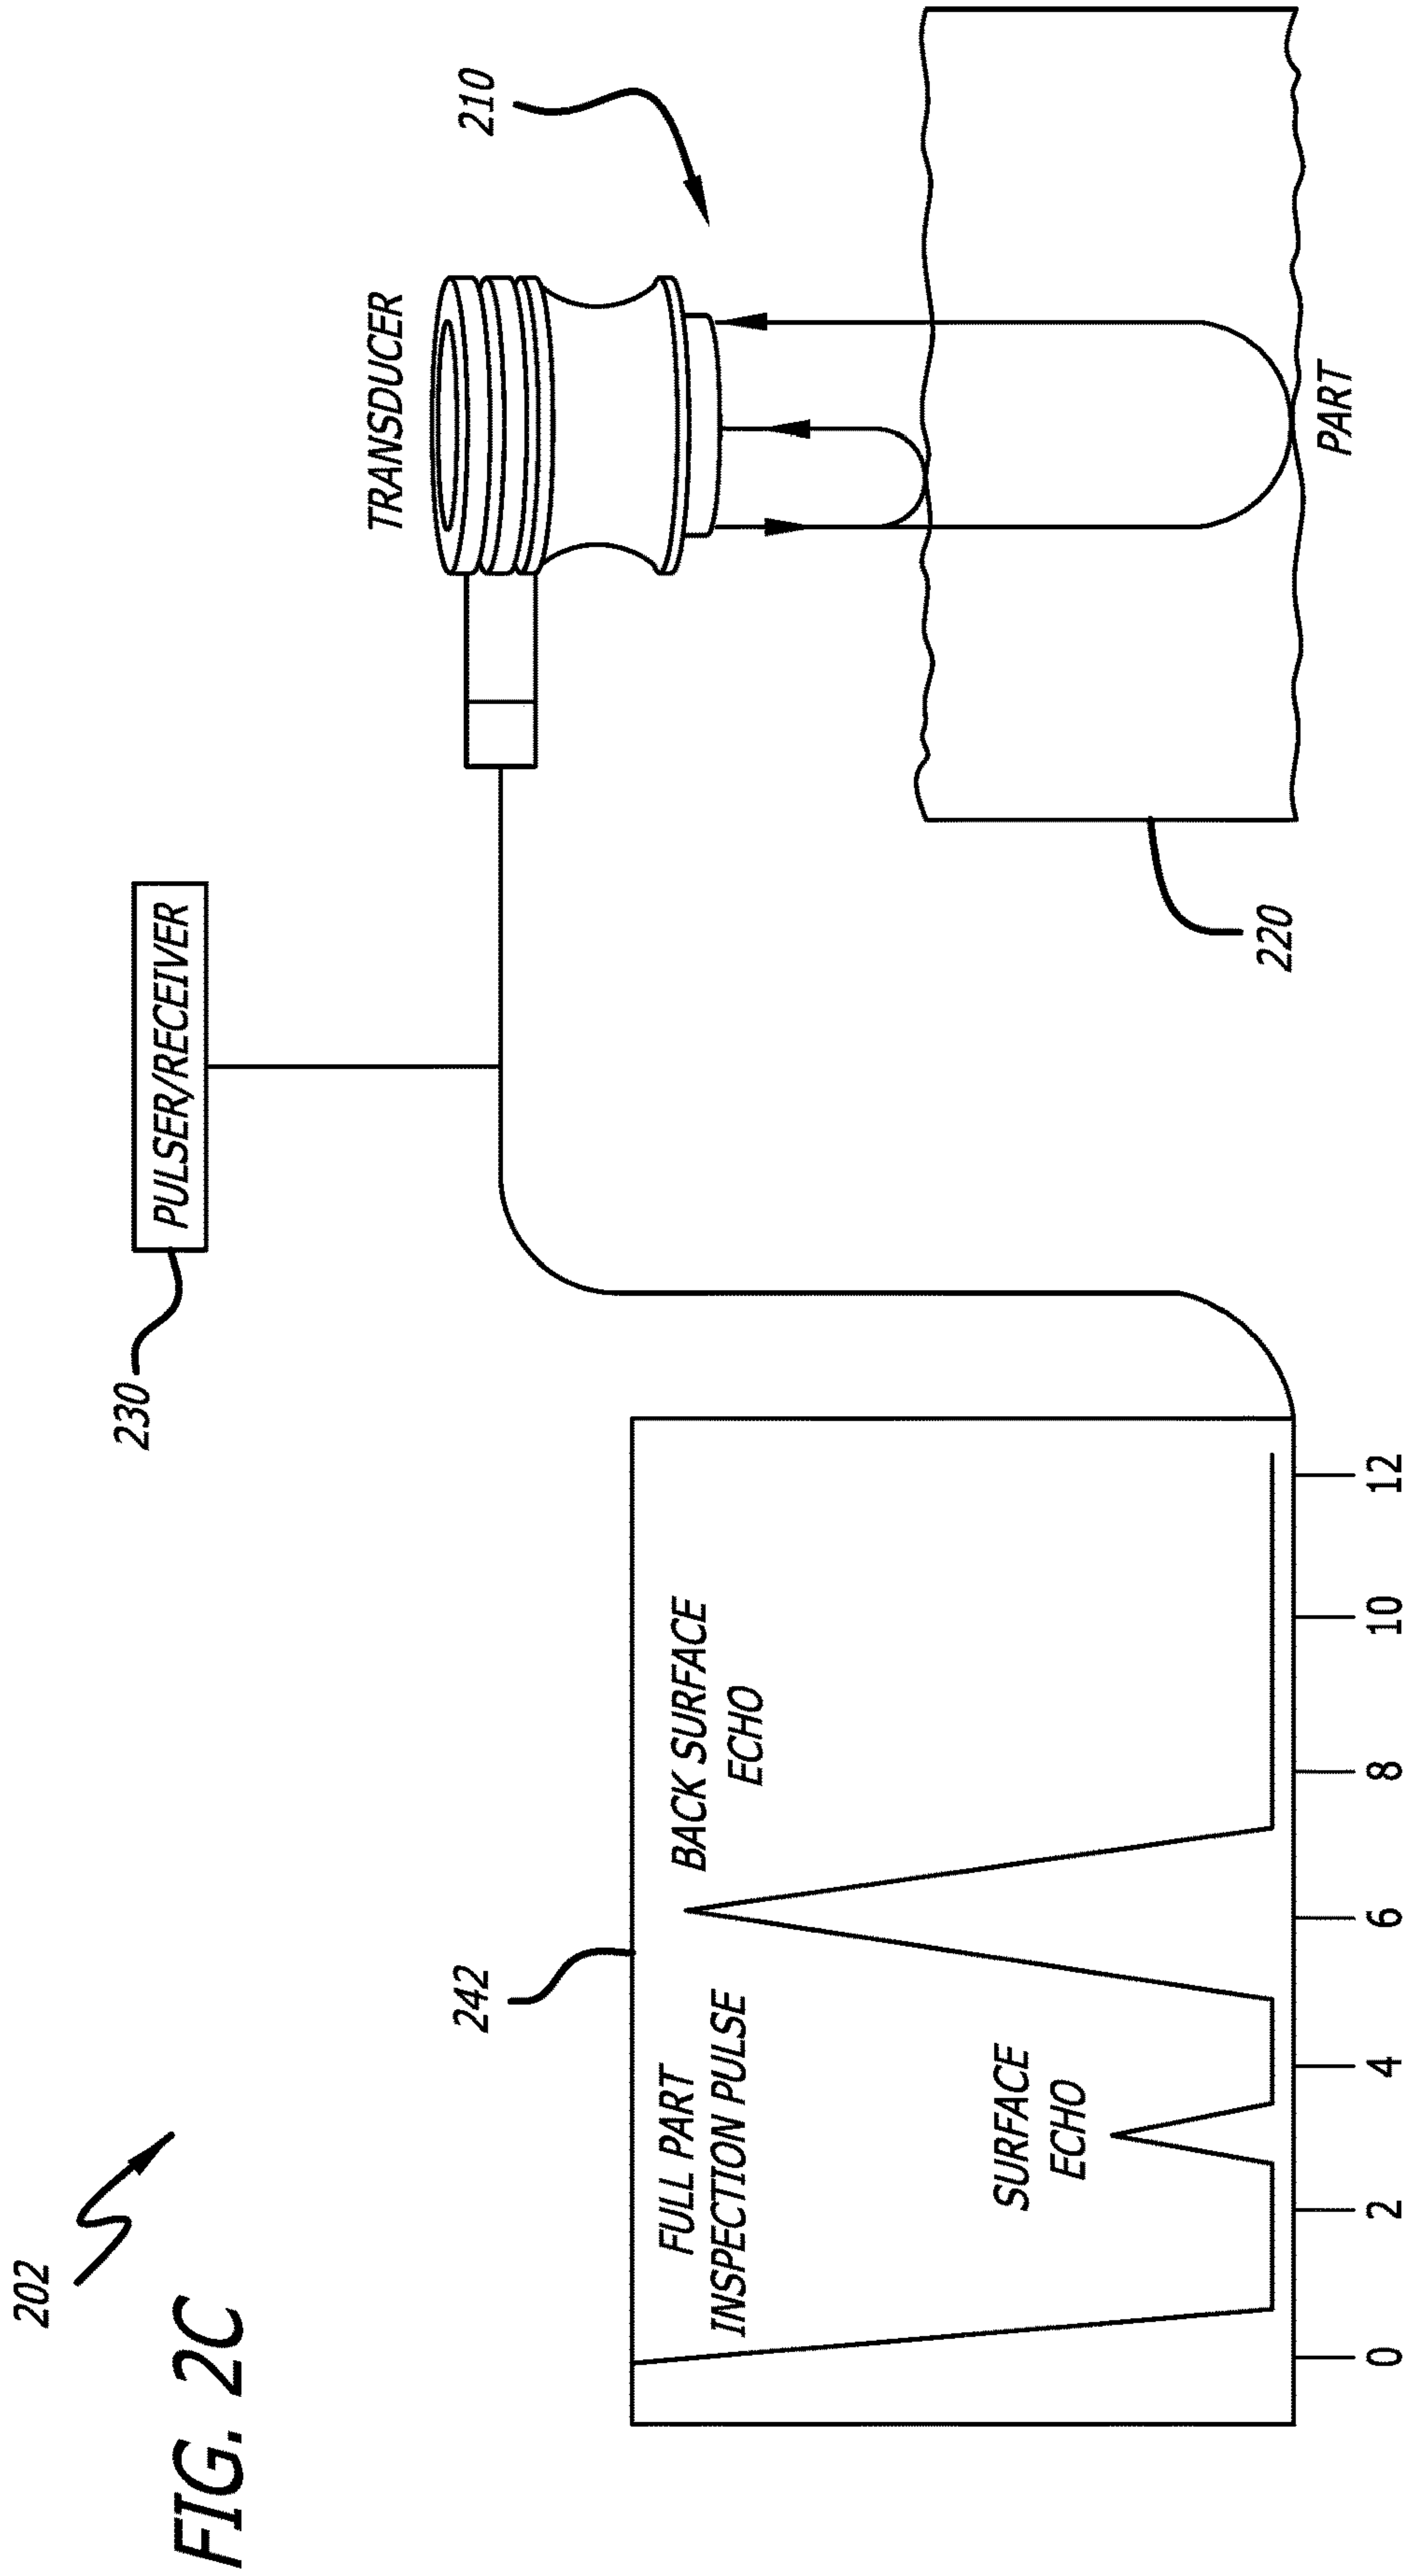 202
FIG. 2C
230
PULSER/RECEIVER
TRANSDUCER
210
242
FULL PART
INSPECTION PULSE
BACK SURFACE
ECHO
SURFACE
ECHO
0 2 4 6 8 10 12
220
PART